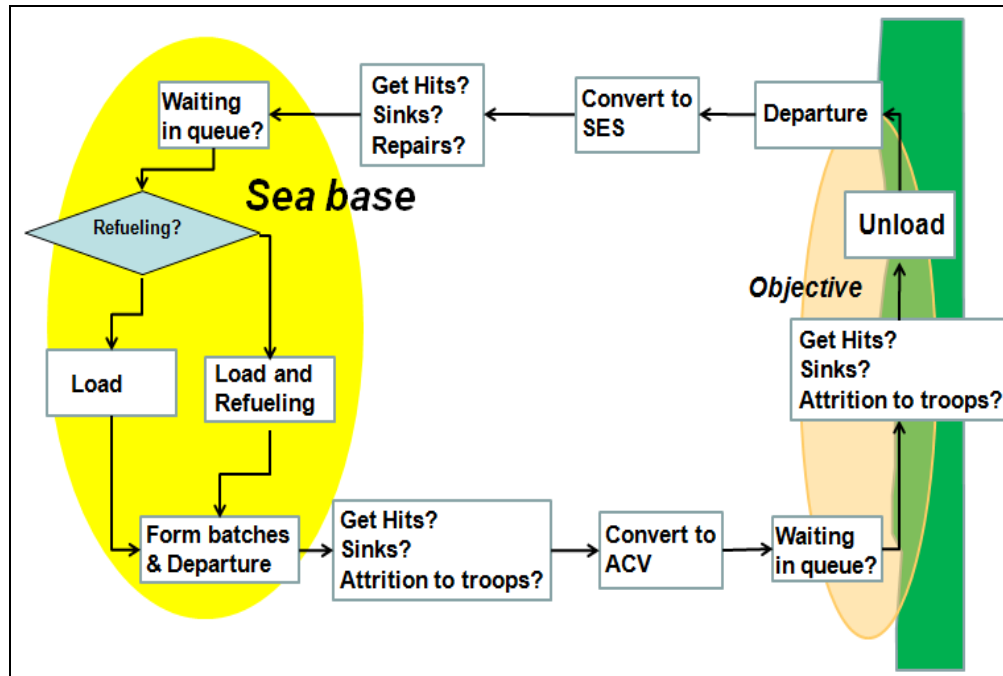 Waiting
in queue?
Get Hits?
Sinks?
Repairs?
Convert to
SES
Departure
Sea base
Refueling?
Unload
Objective
Load
Load and
Refueling
Get Hits?
Sinks?
Attrition to troops?
Form batches
& Departure
Get Hits?
Sinks?
Attrition to troops?
Convert to
ACV
Waiting
in queue?